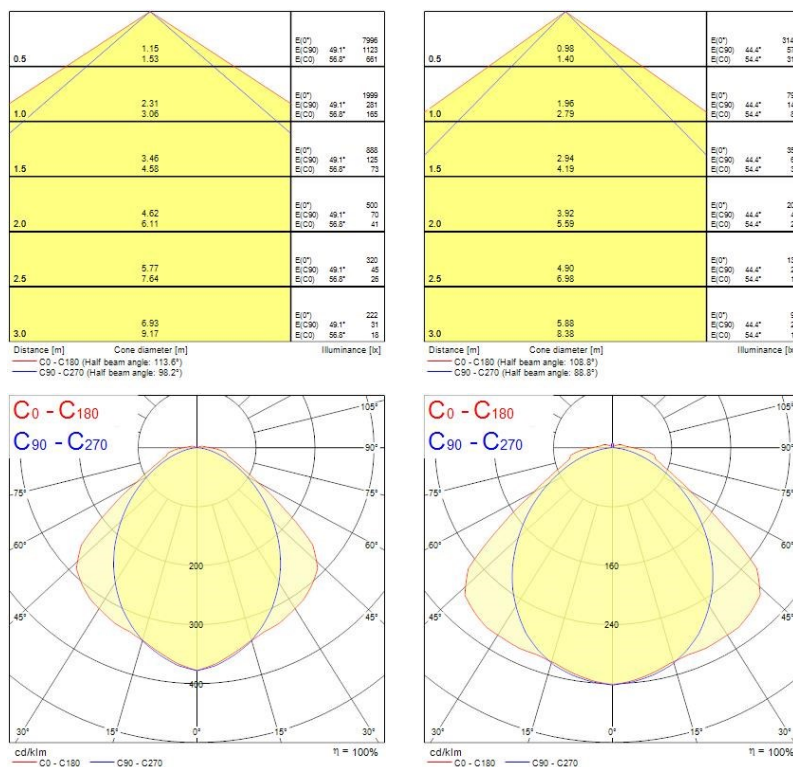 E(0°) 7996
1.15 E(C90) 49.1° 1123
0.5 1.53 E(C0) 56.8° 661
E(0°) 1999
2.31 E(C90) 49.1° 281
1.0 3.06 E(C0) 56.8° 165
E(0°) 888
3.46 E(C90) 49.1° 125
1.5 4.58 E(C0) 56.8° 73
E(0°) 500
4.62 E(C90) 49.1° 70
2.0 6.11 E(C0) 56.8° 41
E(0°) 320
5.77 E(C90) 49.1° 45
2.5 7.64 E(C0) 56.8° 26
E(0°) 222
6.93 E(C90) 49.1° 31
3.0 9.17 E(C0) 56.8° 18
Distance [m] Cone diameter [m] Illuminance [lx]
C0 - C180 (Half beam angle: 113.6°)
C90 - C270 (Half beam angle: 98.2°)
E(0°) 314
0.98 E(C90) 44.4° 57
0.5 1.40 E(C0) 54.4° 31
E(0°) 79
1.96 E(C90) 44.4° 14
1.0 2.79 E(C0) 54.4°
E(0°) 35
2.94 E(C90) 44.4°
1.5 4.19 E(C0) 54.4°
E(0°) 20
3.92 E(C90) 44.4°
2.0 5.59 E(C0) 54.4°
E(0°) 13
4.90 E(C90) 44.4°
2.5 6.98 E(C0) 54.4°
E(0°)
5.88 E(C90) 44.4°
3.0 8.38 E(C0) 54.4°
Distance [m] Cone diameter [m] Illuminance [lx]
C0 - C180 (Half beam angle: 108.8°)
C90 - C270 (Half beam angle: 88.8°)
C0 - C180
C90 - C270
105°
90°
75° 75°
60° 60°
200
45° 45°
300
400
30° 15° 0° 15° 30°
cd/klm η = 100%
C0 - C180 C90 - C270
C0 - C180
C90 - C270
105°
90°
75° 75°
60° 60°
160
45° 45°
240
30° 15° 0° 15° 30°
cd/klm η = 100%
C0 - C180 C90 - C270